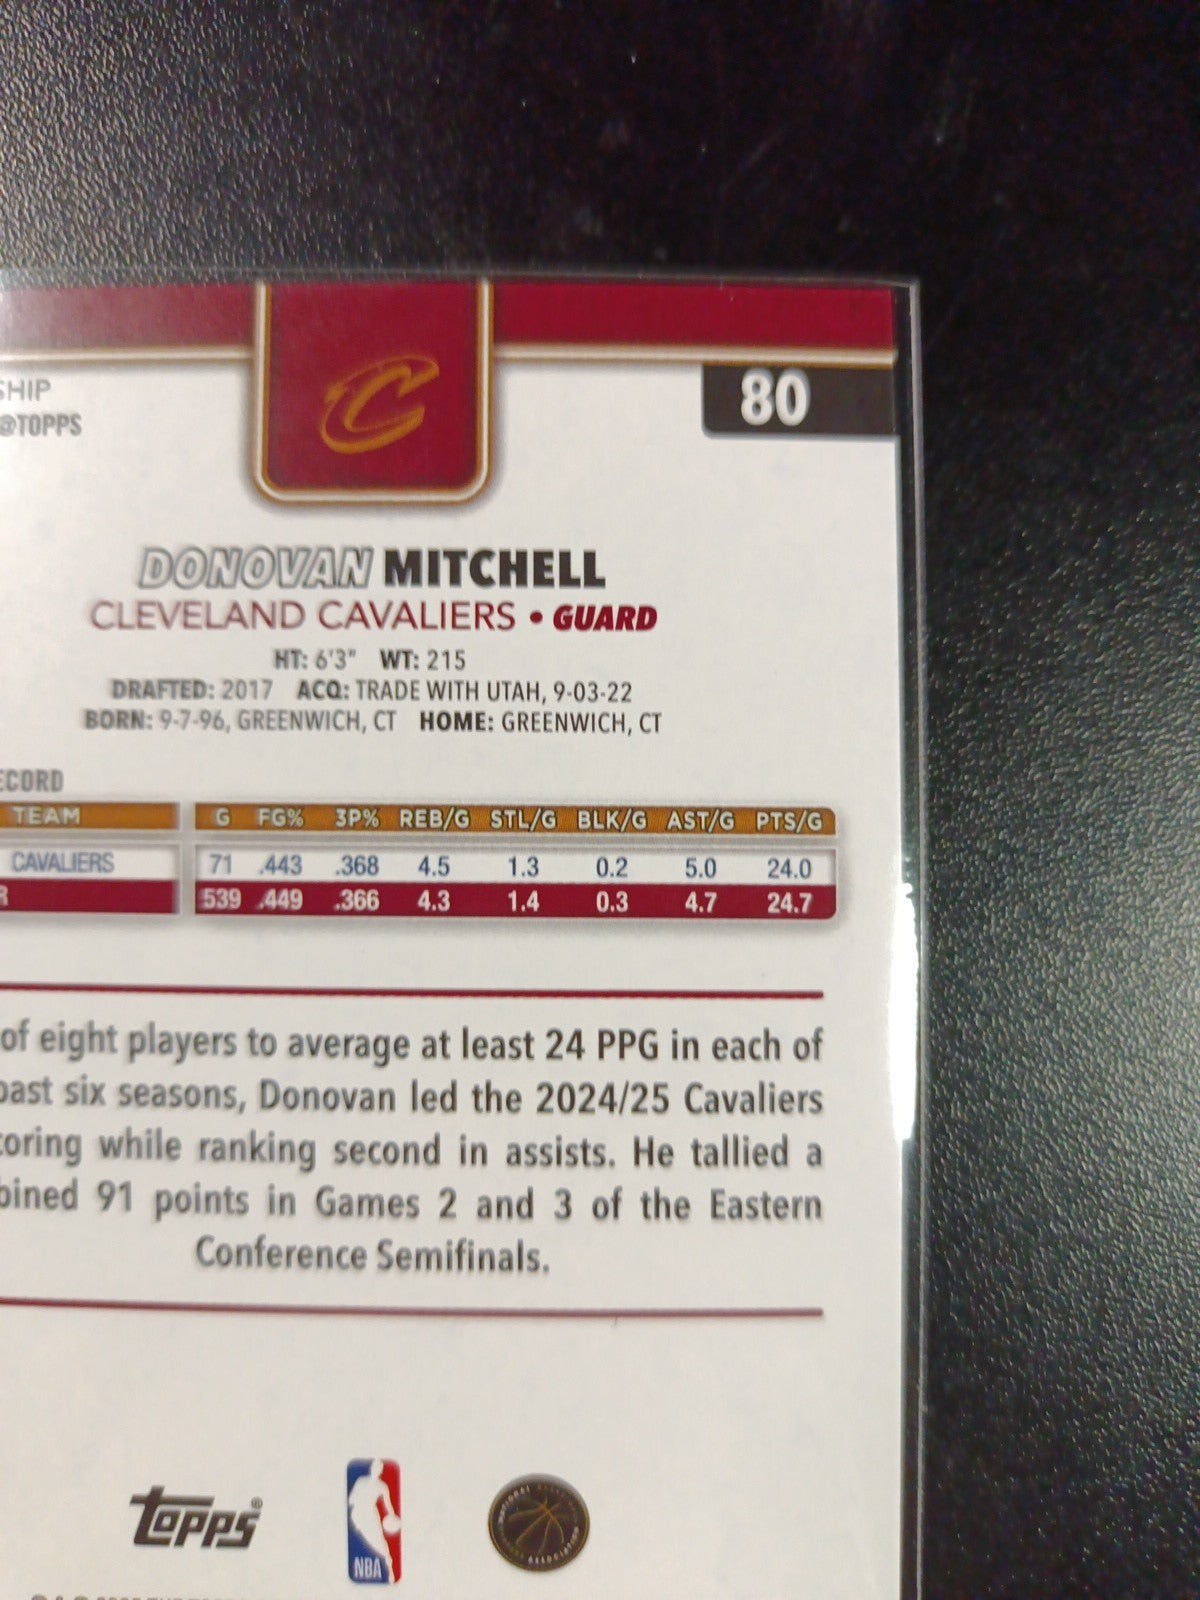 80
SHIP
@TOPPS
DONOVAN MITCHELL
CLEVELAND CAVALIERS • GUARD
HT: 6'3" WT: 215
DRAFTED: 2017 ACQ: TRADE WITH UTAH, 9-03-22
BORN: 9-7-96, GREENWICH, CT HOME: GREENWICH, CT
ECORD
TEAM G FG% 3P% REB/G STL/G BLK/G AST/G PTS/G
CAVALIERS 71 .443 .368 4.5 1.3 0.2 5.0 24.0
R 539 .449 .366 4.3 1.4 0.3 4.7 24.7
of eight players to average at least 24 PPG in each of
past six seasons, Donovan led the 2024/25 Cavaliers
coring while ranking second in assists. He tallied a
bined 91 points in Games 2 and 3 of the Eastern
Conference Semifinals.
topps®
NBA